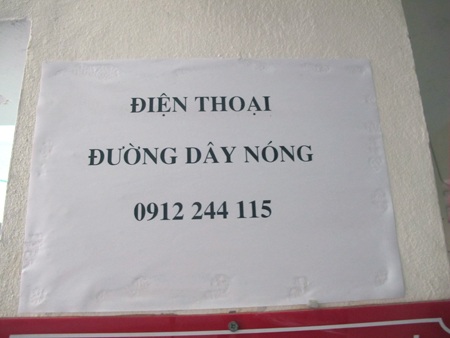 ĐIỆN THOẠI
ĐƯỜNG DÂY NÓNG
0912 244 115